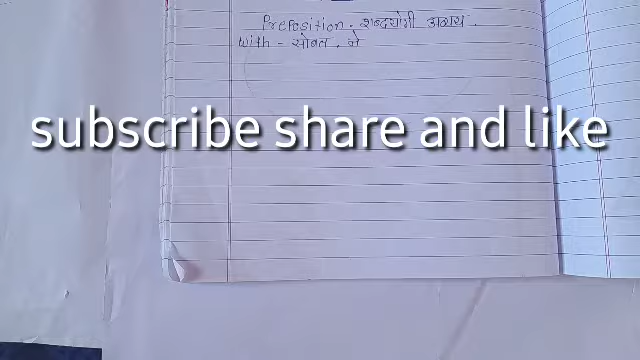 Preposition. शब्दयोगी अव्यय.
With - सोबत, ने
subscribe share and like